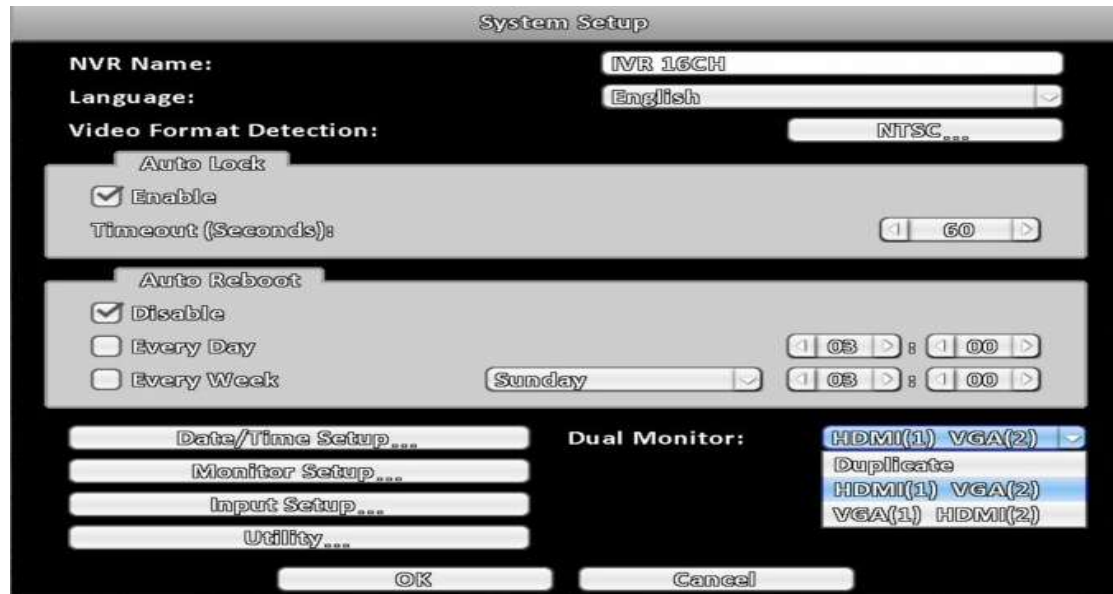 System Setup
NVR Name: IVR 16CH
Language: English
Video Format Detection: NTSC...
Auto Lock
Enable
Timeout (Seconds): 60
Auto Reboot
Disable
Every Day 03 : 00
Every Week Sunday 03 : 00
Date/Time Setup... Dual Monitor: HDMI(1) VGA(2)
Duplicate
Monitor Setup...
HDMI(1) VGA(2)
Input Setup...
VGA(1) HDMI(2)
Utility...
OK Cancel